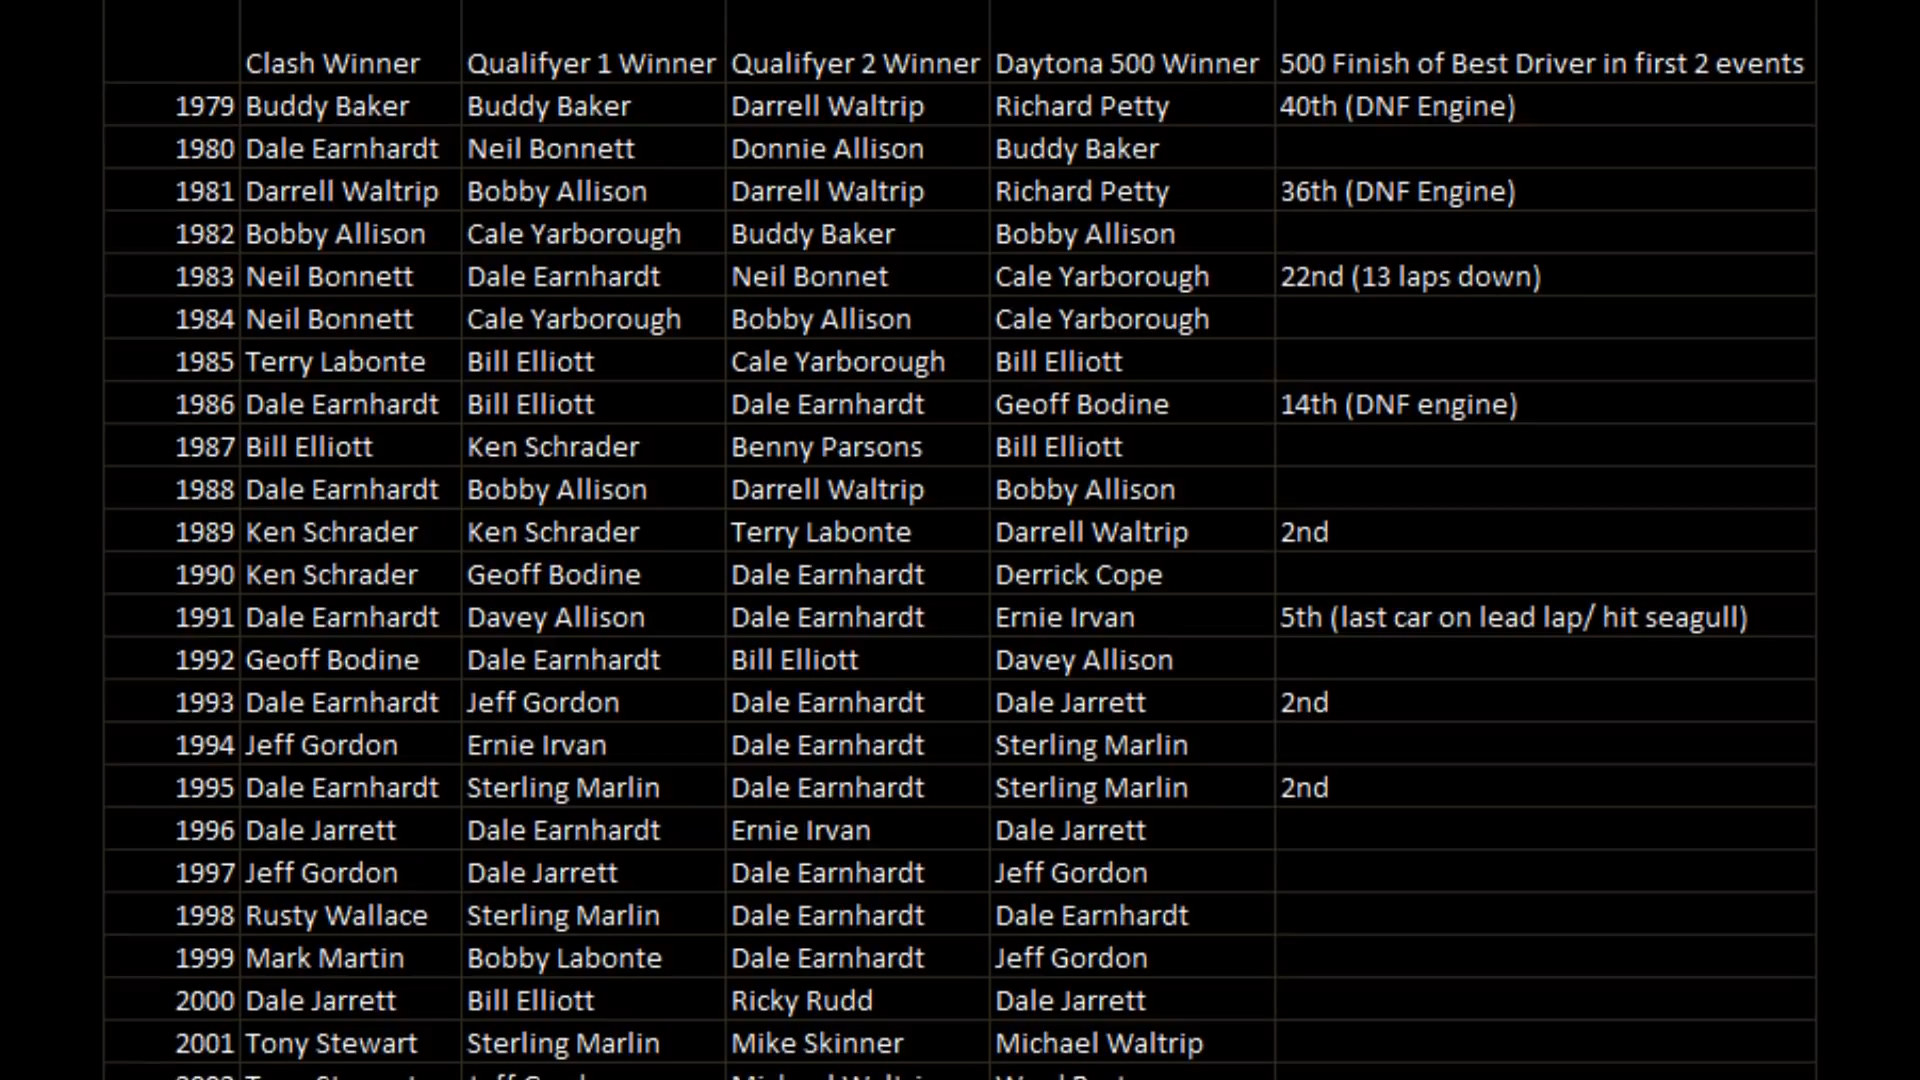 Clash Winner Qualifyer 1 Winner Qualifyer 2 Winner Daytona 500 Winner 500 Finish of Best Driver in first 2 events
1979 Buddy Baker Buddy Baker Darrell Waltrip Richard Petty 40th (DNF Engine)
1980 Dale Earnhardt Neil Bonnett Donnie Allison Buddy Baker
1981 Darrell Waltrip Bobby Allison Darrell Waltrip Richard Petty 36th (DNF Engine)
1982 Bobby Allison Cale Yarborough Buddy Baker Bobby Allison
1983 Neil Bonnett Dale Earnhardt Neil Bonnet Cale Yarborough 22nd (13 laps down)
1984 Neil Bonnett Cale Yarborough Bobby Allison Cale Yarborough
1985 Terry Labonte Bill Elliott Cale Yarborough Bill Elliott
1986 Dale Earnhardt Bill Elliott Dale Earnhardt Geoff Bodine 14th (DNF engine)
1987 Bill Elliott Ken Schrader Benny Parsons Bill Elliott
1988 Dale Earnhardt Bobby Allison Darrell Waltrip Bobby Allison
1989 Ken Schrader Ken Schrader Terry Labonte Darrell Waltrip 2nd
1990 Ken Schrader Geoff Bodine Dale Earnhardt Derrick Cope
1991 Dale Earnhardt Davey Allison Dale Earnhardt Ernie Irvan 5th (last car on lead lap/ hit seagull)
1992 Geoff Bodine Dale Earnhardt Bill Elliott Davey Allison
1993 Dale Earnhardt Jeff Gordon Dale Earnhardt Dale Jarrett 2nd
1994 Jeff Gordon Ernie Irvan Dale Earnhardt Sterling Marlin
1995 Dale Earnhardt Sterling Marlin Dale Earnhardt Sterling Marlin 2nd
1996 Dale Jarrett Dale Earnhardt Ernie Irvan Dale Jarrett
1997 Jeff Gordon Dale Jarrett Dale Earnhardt Jeff Gordon
1998 Rusty Wallace Sterling Marlin Dale Earnhardt Dale Earnhardt
1999 Mark Martin Bobby Labonte Dale Earnhardt Jeff Gordon
2000 Dale Jarrett Bill Elliott Ricky Rudd Dale Jarrett
2001 Tony Stewart Sterling Marlin Mike Skinner Michael Waltrip